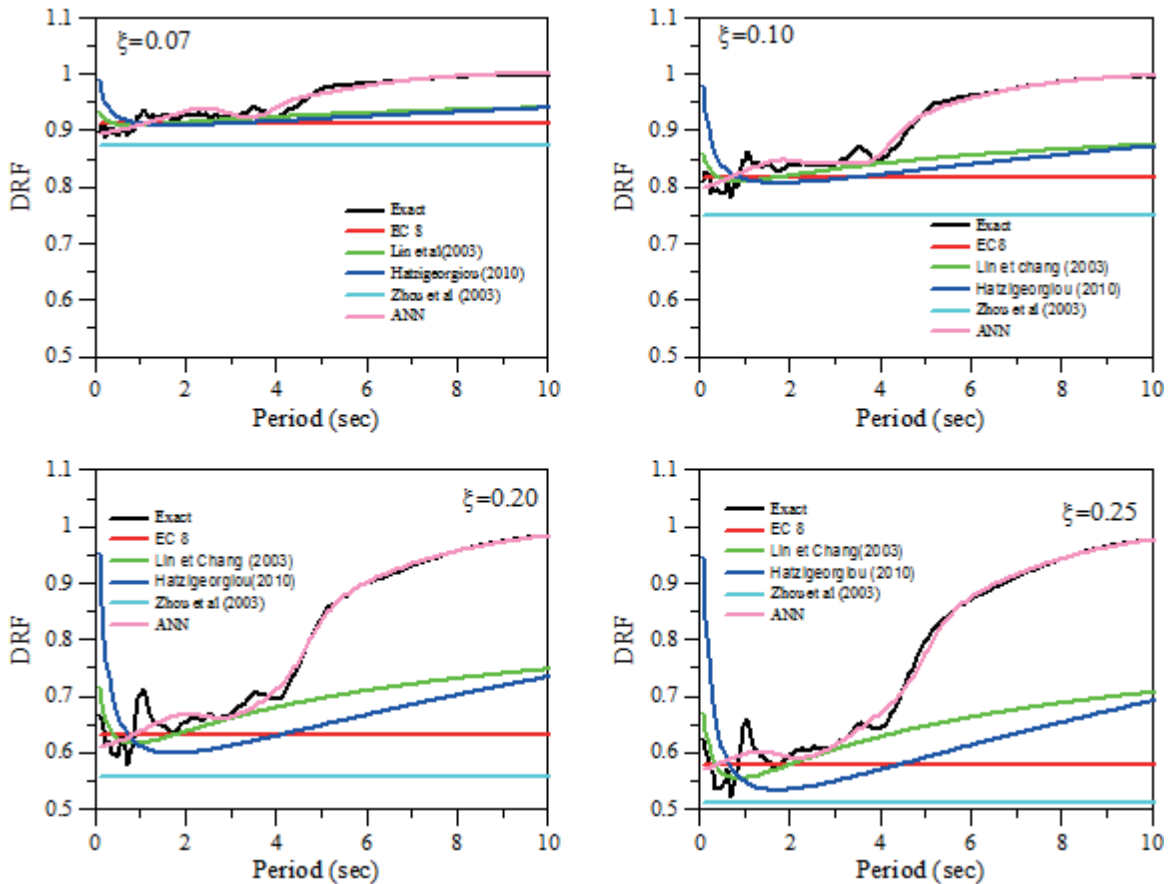 ξ=0.07
1.1
1
0.9
0.8
0.7
0.6
0.5
DRF
Exact
EC 8
Lin et al(2003)
Hatzigeorgiou (2010)
Zhou et al (2003)
ANN
0 2 4 6 8 10
Period (sec)
ξ=0.10
1.1
1
0.9
0.8
0.7
0.6
0.5
DRF
Exact
EC8
Lin et chang (2003)
Hatzigeorgiou (2010)
Zhou et al (2003)
ANN
0 2 4 6 8 10
Period (sec)
ξ=0.20
1.1
1
0.9
0.8
0.7
0.6
0.5
DRF
Exact
EC 8
Lin et Chang (2003)
Hatzigeorgiou(2010)
Zhou et al (2003)
ANN
0 2 4 6 8 10
Period (sec)
ξ=0.25
1.1
1
0.9
0.8
0.7
0.6
0.5
DRF
Exact
EC 8
Lin et Chang(2003)
Hatzigeorgiou (2010)
Zhou et al (2003)
ANN
0 2 4 6 8 10
Period (sec)